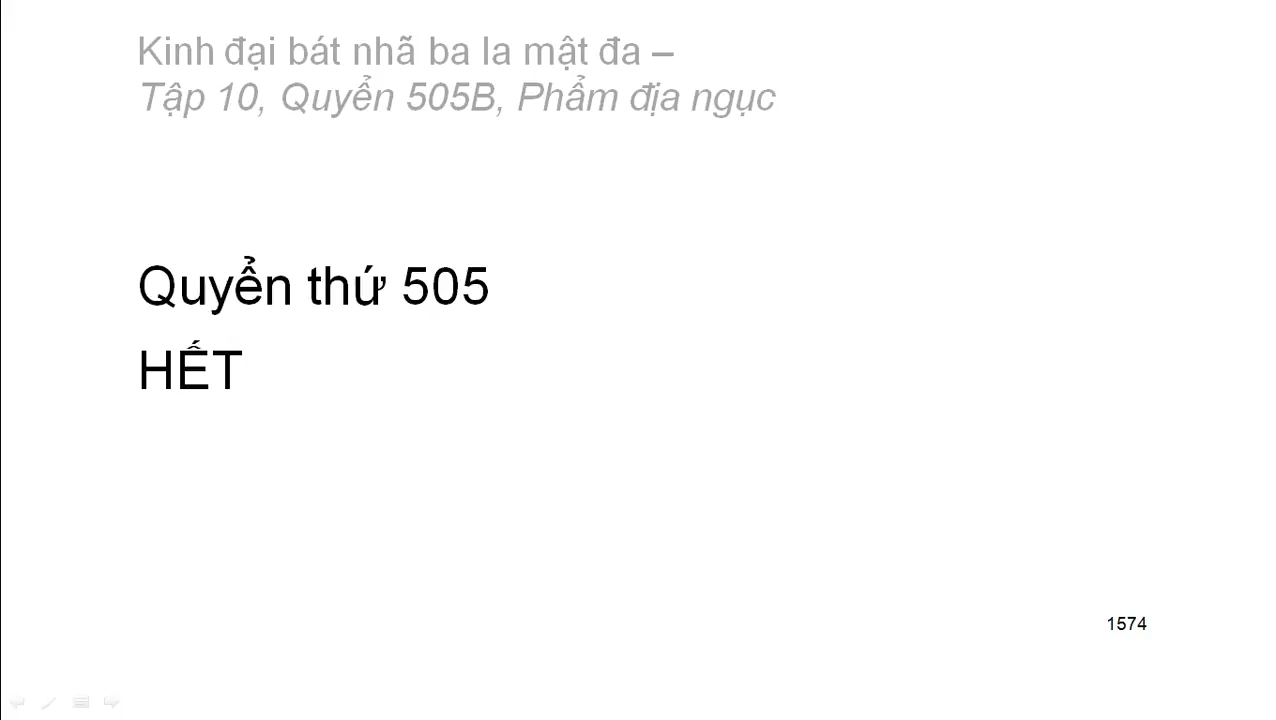 Kinh đại bát nhã ba la mật đa –
Tập 10, Quyển 505B, Phẩm địa ngục
Quyển thứ 505
HẾT
1574